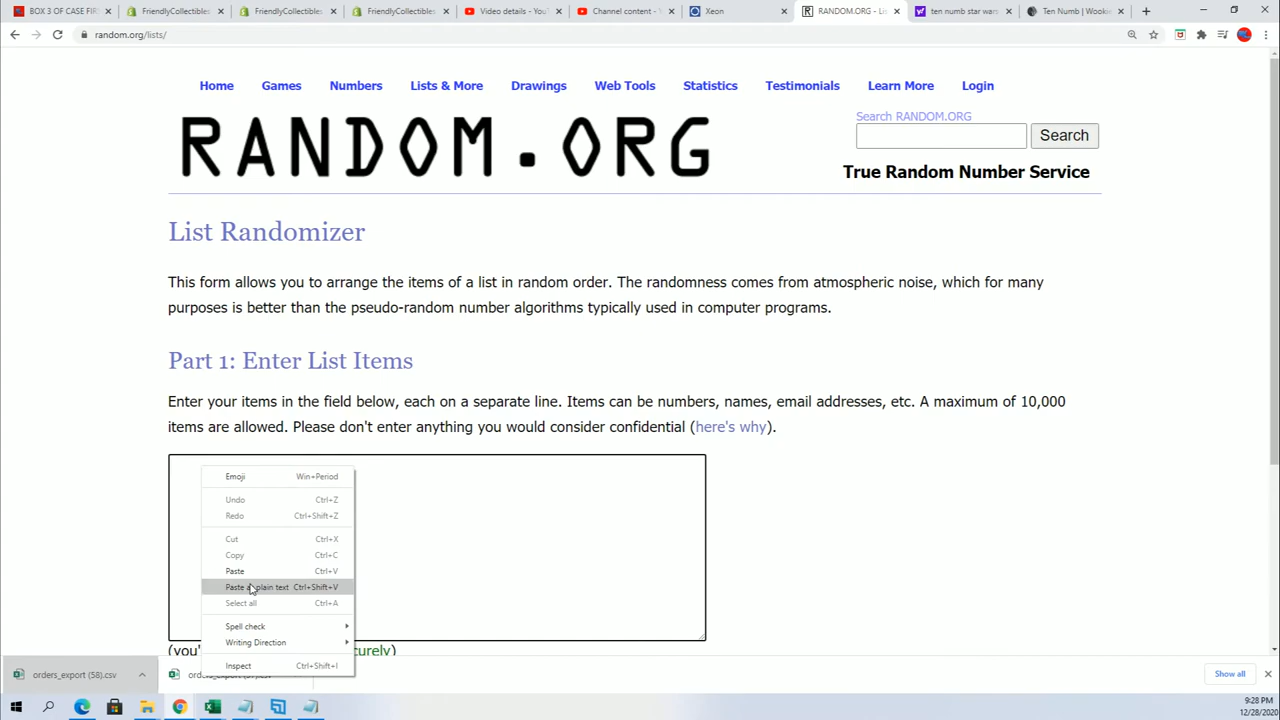 BOX 3 OF CASE FIR
FriendlyCollectibles
FriendlyCollectibles
FriendlyCollectibles
Video details - You
Channel content -
Xeon
RANDOM.ORG - Li
ten numb star wars
Ten Numb | Wookie
random.org/lists/
Home Games Numbers Lists & More Drawings Web Tools Statistics Testimonials Learn More Login
RANDOM.ORG
Search RANDOM.ORG
Search
True Random Number Service
List Randomizer
This form allows you to arrange the items of a list in random order. The randomness comes from atmospheric noise, which for many
purposes is better than the pseudo-random number algorithms typically used in computer programs.
Part 1: Enter List Items
Enter your items in the field below, each on a separate line. Items can be numbers, names, email addresses, etc. A maximum of 10,000
items are allowed. Please don't enter anything you would consider confidential (here's why).
Emoji Win+Period
Undo Ctrl+Z
Redo Ctrl+Shift+Z
Cut Ctrl+X
Copy Ctrl+C
Paste Ctrl+V
Paste as plain text Ctrl+Shift+V
Select all Ctrl+A
Spell check
Writing Direction
Inspect Ctrl+Shift+I
(you' curely)
orders_export (58).csv
Show all
9:28 PM
12/28/2020